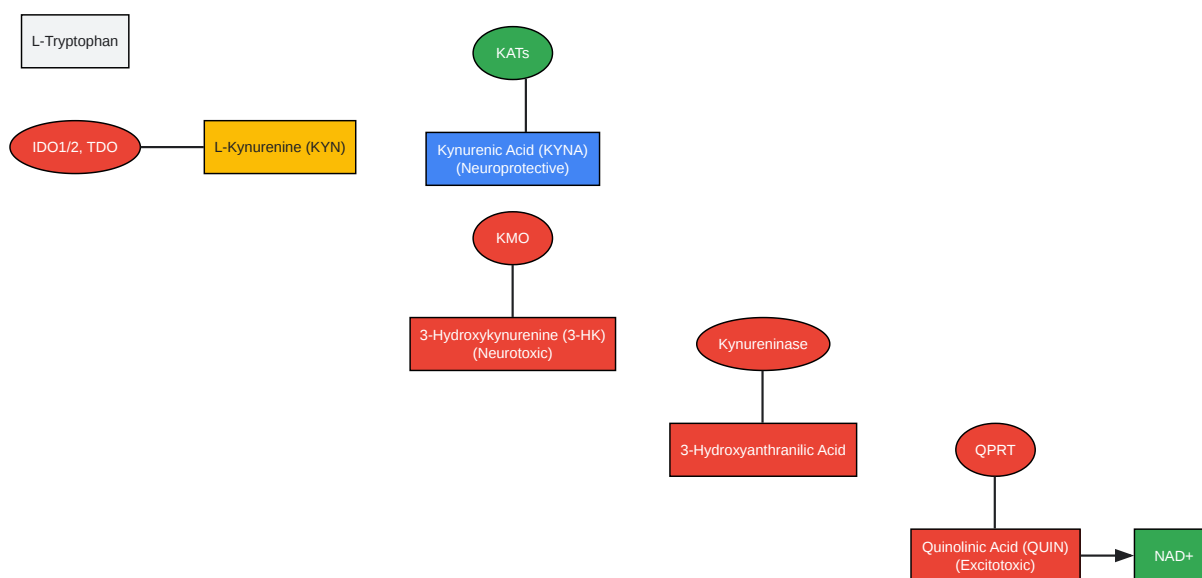 L-Tryptophan
KATs
IDO1/2, TDO
L-Kynurenine (KYN)
Kynurenic Acid (KYNA)
(Neuroprotective)
KMO
3-Hydroxykynurenine (3-HK)
(Neurotoxic)
Kynureninase
3-Hydroxyanthranilic Acid
QPRT
Quinolinic Acid (QUIN)
(Excitotoxic)
NAD+